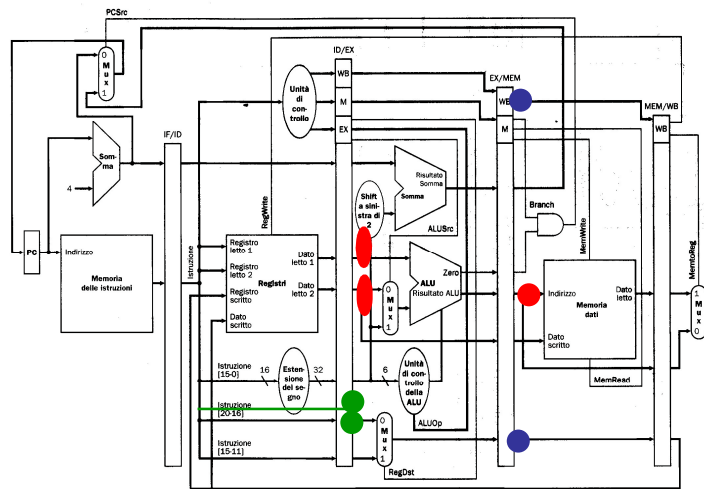 PCSrc
ID/EX
EX/MEM
MEM/WB
IF/ID
0
M
u
x
1
Unità
di
controllo
WB
M
EX
WB
M
WB
Som-
ma
4
Risultato
Somma
Somma
Shift
a sini-
stra di
2
Branch
RegWrite
ALUSrc
MemWrite
MemtoReg
PC
Indirizzo
Memoria
delle istruzioni
Istruzione
Registro
letto 1
Registro
letto 2
Registri
Registro
scritto
Dato
scritto
Dato
letto 1
Dato
letto 2
0
M
u
x
1
Zero
ALU
Risultato ALU
Indirizzo
Dato
letto
Memoria
dati
Dato
scritto
1
M
u
x
0
Istruzione
[15-0]
16
Estensione
del segno
32
6
Unità
di con-
trollo
della
ALU
MemRead
Istruzione
[20-16]
ALUOp
0
M
u
x
1
Istruzione
[15-11]
RegDst